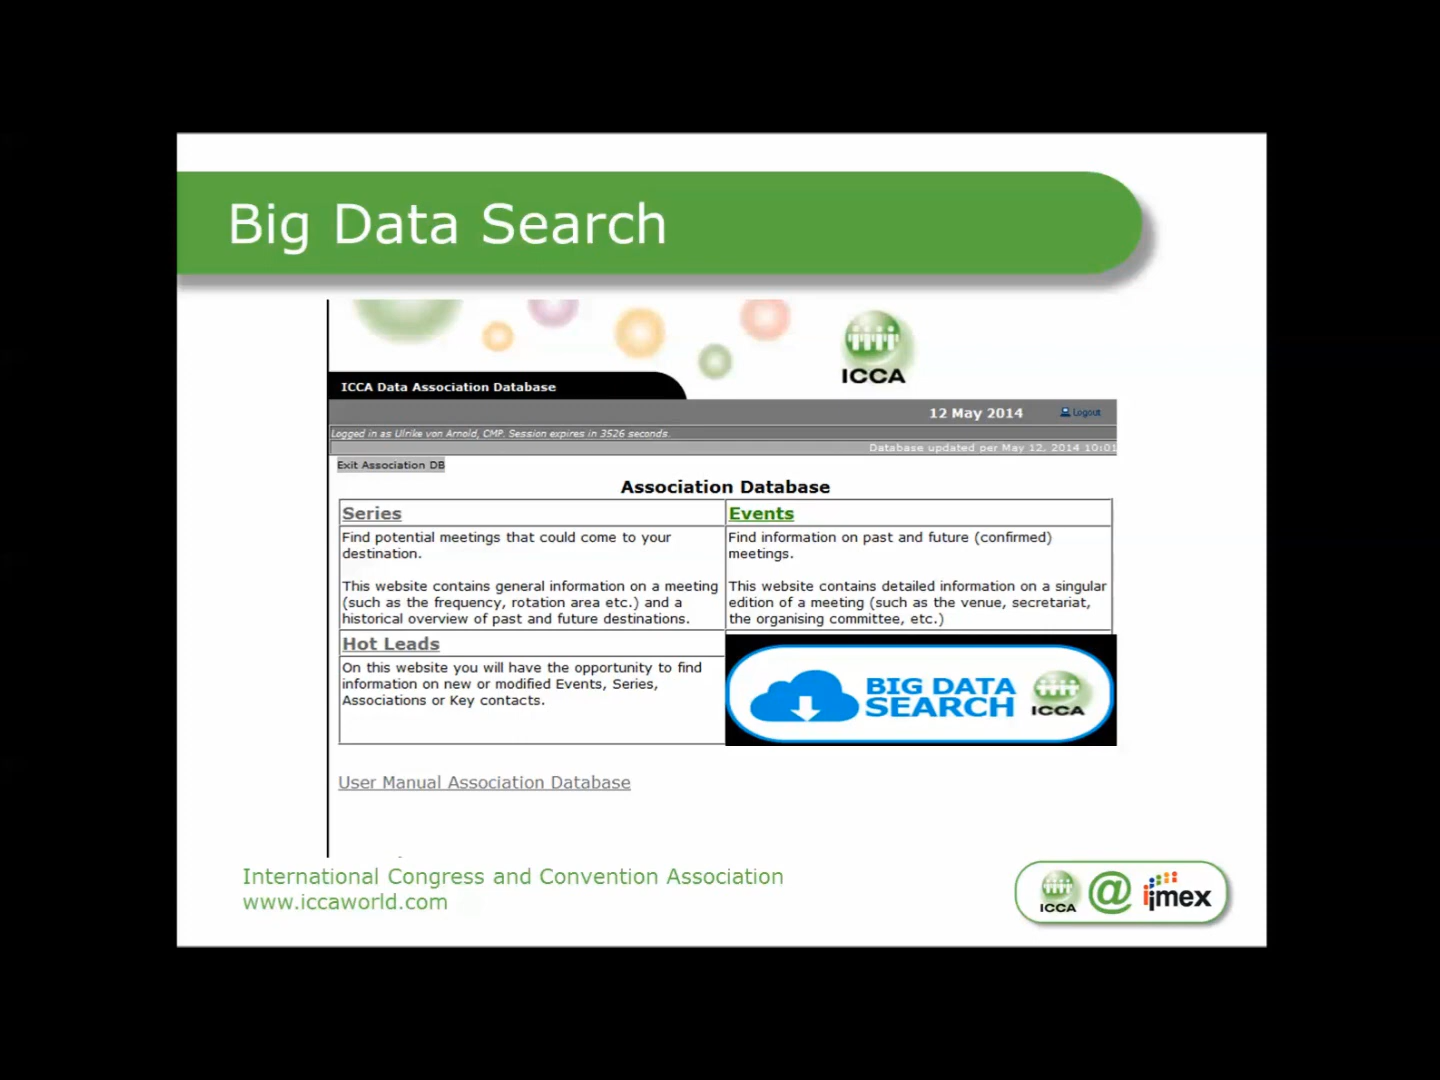 Big Data Search
ICCA
ICCA Data Association Database
12 May 2014
Logout
Logged in as Ulrike von Arnold, CMP. Session expires in 3526 seconds.
Database updated per May 12, 2014 10:01
Exit Association DB
Association Database
Series
Find potential meetings that could come to your
destination.
This website contains general information on a meeting
(such as the frequency, rotation area etc.) and a
historical overview of past and future destinations.
Events
Find information on past and future (confirmed)
meetings.
This website contains detailed information on a singular
edition of a meeting (such as the venue, secretariat,
the organising committee, etc.)
Hot Leads
On this website you will have the opportunity to find
information on new or modified Events, Series,
Associations or Key contacts.
BIG DATA
SEARCH
ICCA
User Manual Association Database
International Congress and Convention Association
www.iccaworld.com
ICCA @ imex